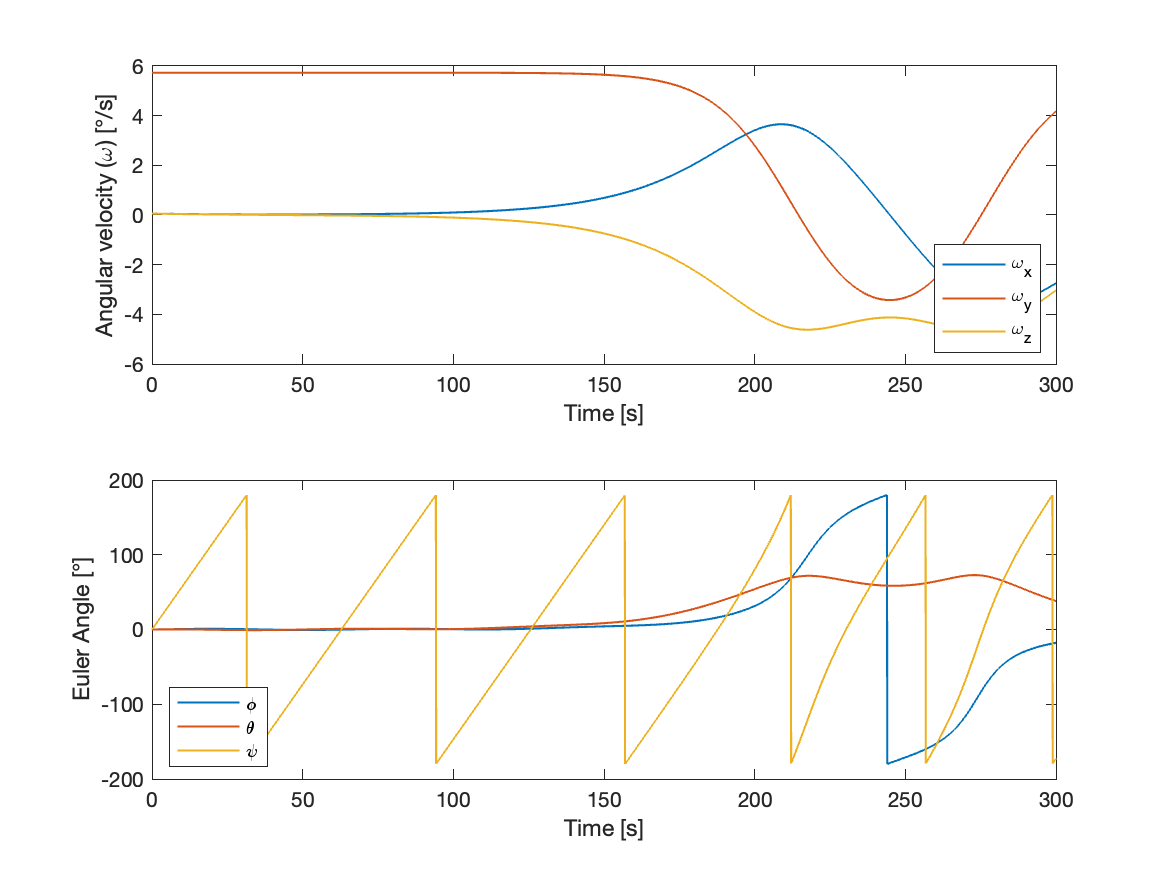 6
4
2
0
-2
-4
-6
Angular velocity (ω) [°/s]
0 50 100 150 200 250 300
Time [s]
ωx
ωy
ωz
200
100
0
-100
-200
Euler Angle [°]
ϕ
θ
ψ
0 50 100 150 200 250 300
Time [s]